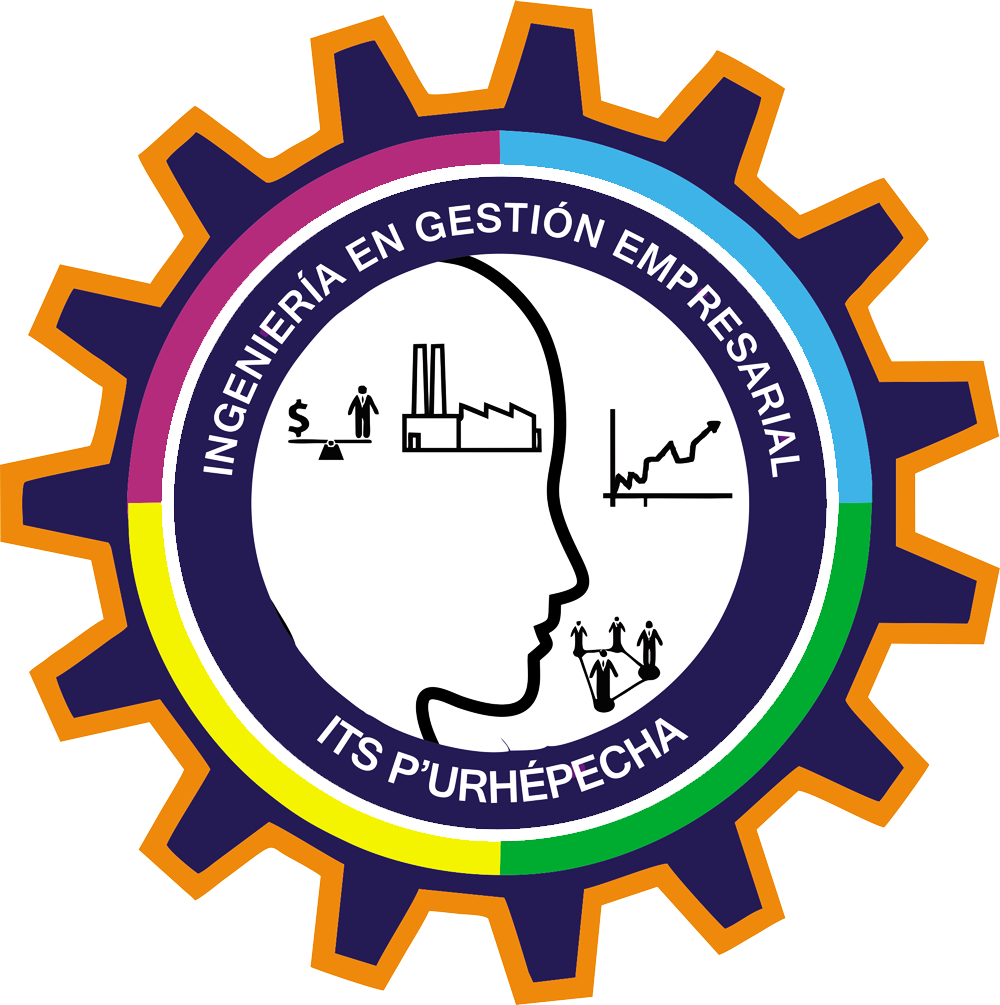 INGENIERÍA EN GESTIÓN EMPRESARIAL
$
ITS P'URHÉPECHA